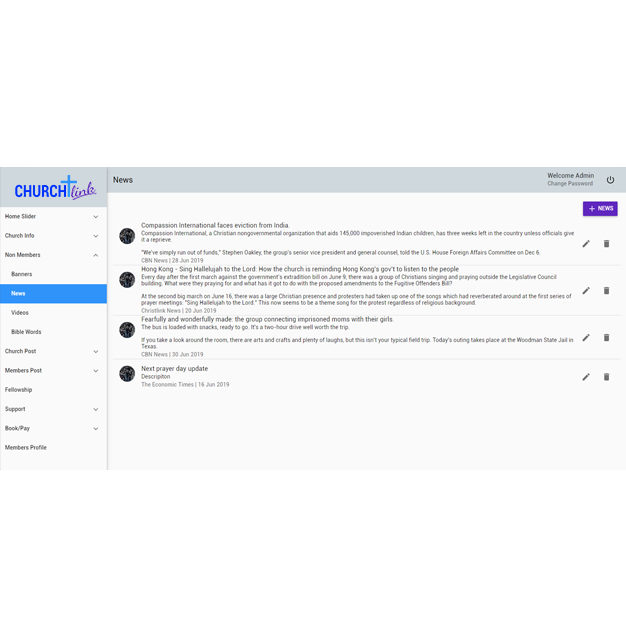 CHURCH link
News
Welcome Admin
Change Password
Home Slider
Church Info
Non Members
Banners
News
Videos
Bible Words
Church Post
Members Post
Fellowship
Support
Book/Pay
Members Profile
+ NEWS
Compassion International faces eviction from India.
Compassion International, a Christian nongovernmental organization that aids 145,000 impoverished Indian children, has three weeks left in the country unless officials give
it a reprieve.
"We've simply run out of funds," Stephen Oakley, the group's senior vice president and general counsel, told the U.S. House Foreign Affairs Committee on Dec 6.
CBN News | 28 Jun 2019
Hong Kong - Sing Hallelujah to the Lord: How the church is reminding Hong Kong's gov't to listen to the people
Every day after the first march against the government's extradition bill on June 9, there was a group of Christians singing and praying outside the Legislative Council
building. What were they praying for and what has it got to do with the proposed amendments to the Fugitive Offenders Bill?
At the second big march on June 16, there was a large Christian presence and protesters had taken up one of the songs which had reverberated around at the first series of
prayer meetings: "Sing Hallelujah to the Lord." This now seems to be a theme song for the protest regardless of religious background.
Christlink News | 20 Jun 2019
Fearfully and wonderfully made: the group connecting imprisoned moms with their girls.
The bus is loaded with snacks, ready to go. It's a two-hour drive well worth the trip.
If you take a look around the room, there are arts and crafts and plenty of laughs, but this isn't your typical field trip. Today's outing takes place at the Woodman State Jail in
Texas.
CBN News | 30 Jun 2019
Next prayer day update
Descripiton
The Economic Times | 16 Jun 2019